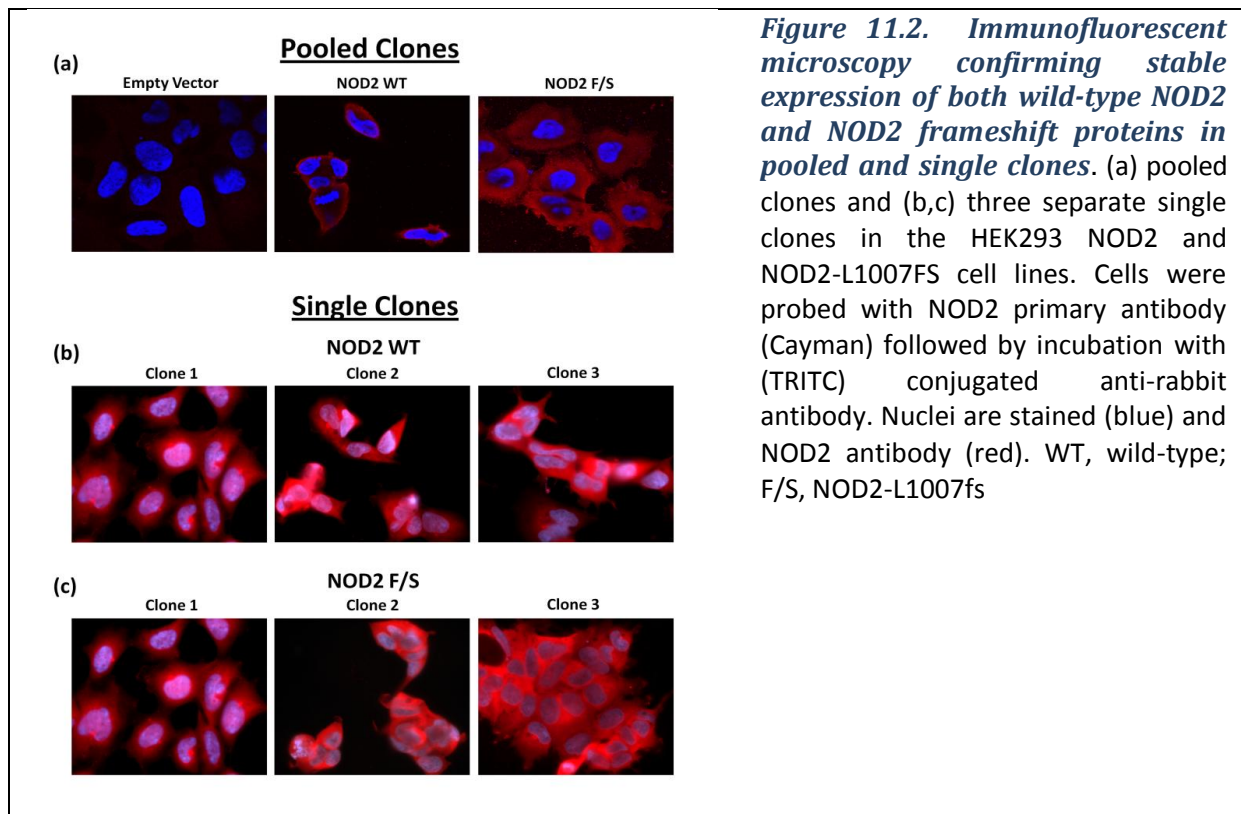 Pooled Clones
(a)
Empty Vector NOD2 WT NOD2 F/S
Single Clones
(b) NOD2 WT
Clone 1 Clone 2 Clone 3
(c) NOD2 F/S
Clone 1 Clone 2 Clone 3
Figure 11.2. Immunofluorescent
microscopy confirming stable
expression of both wild-type NOD2
and NOD2 frameshift proteins in
pooled and single clones. (a) pooled
clones and (b,c) three separate single
clones in the HEK293 NOD2 and
NOD2-L1007FS cell lines. Cells were
probed with NOD2 primary antibody
(Cayman) followed by incubation with
(TRITC) conjugated anti-rabbit
antibody. Nuclei are stained (blue) and
NOD2 antibody (red). WT, wild-type;
F/S, NOD2-L1007fs